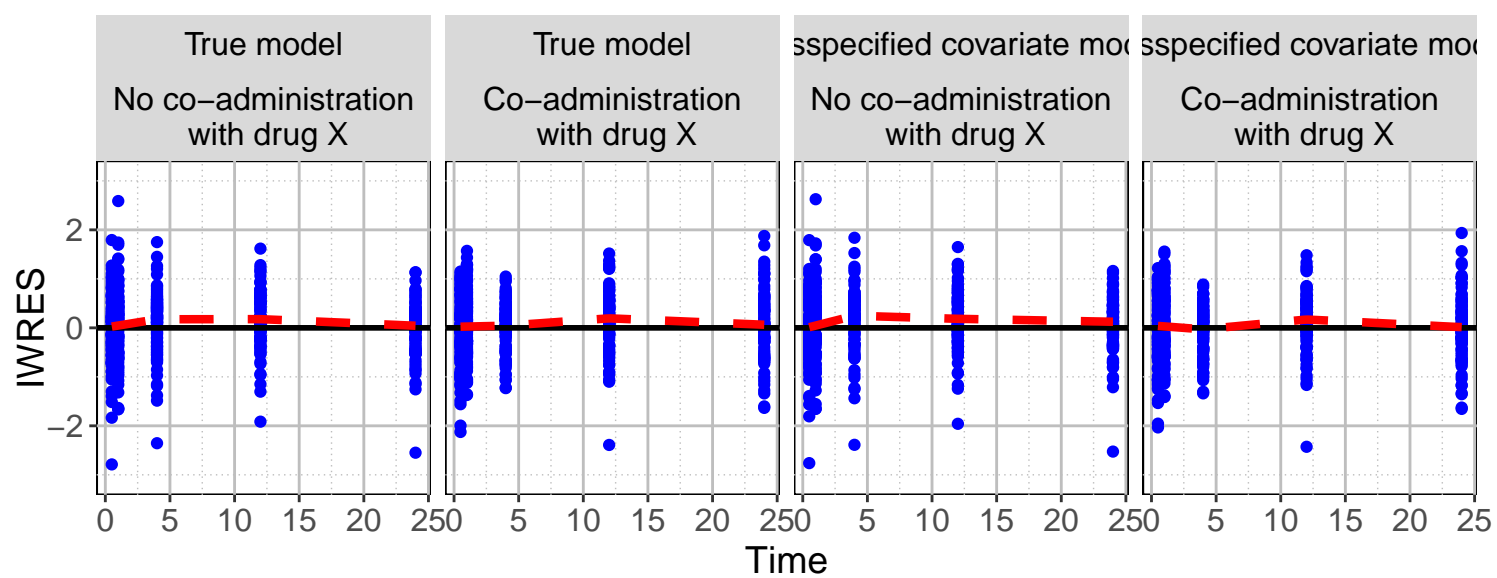 True model
True model
sspecified covariate mo
sspecified covariate mo
No co−administration
with drug X
Co−administration
with drug X
No co−administration
with drug X
Co−administration
with drug X
IWRES
2
0
−2
0 5 10 15 20 25
0 5 10 15 20 25
0 5 10 15 20 25
0 5 10 15 20 25
Time